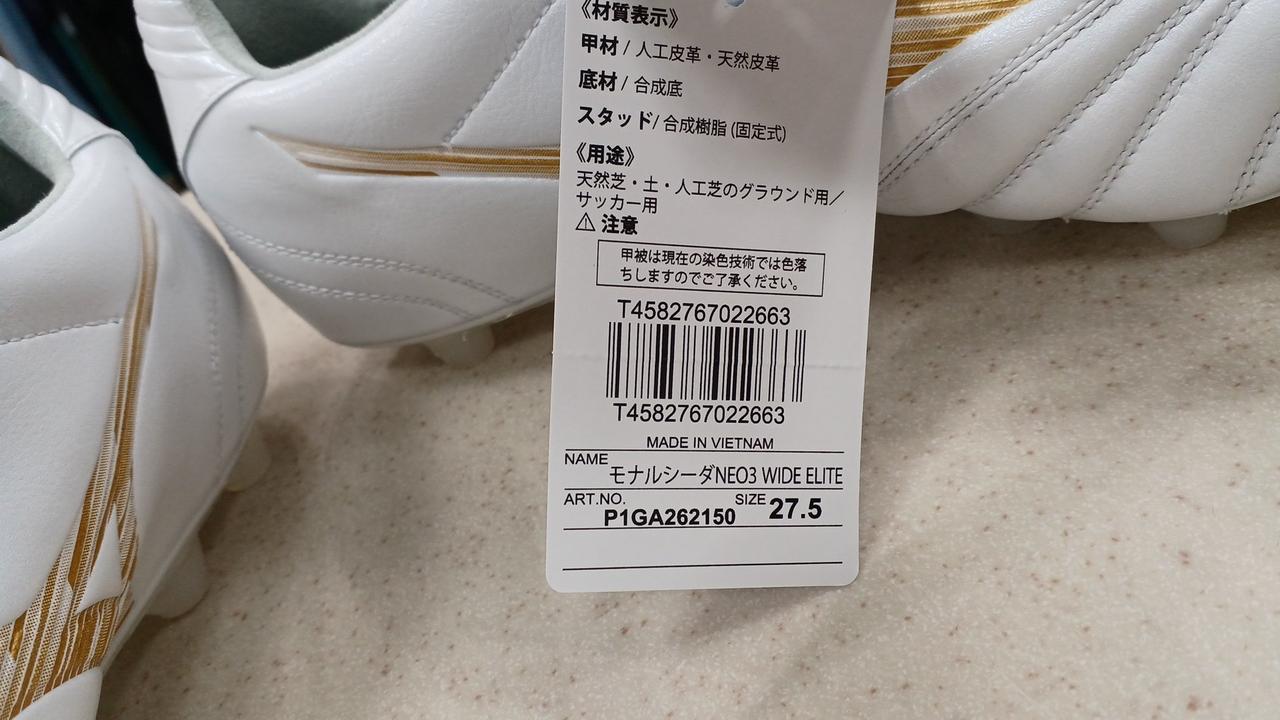 《材質表示》
甲材 / 人工皮革・天然皮革
底材 / 合成底
スタッド/ 合成樹脂 (固定式)
《用途》
天然芝・土・人工芝のグラウンド用／
サッカー用
⚠ 注意
甲被は現在の染色技術では色落
ちしますのでご了承ください。
T4582767022663
T4582767022663
MADE IN VIETNAM
NAME モナルシーダNEO3 WIDE ELITE
ART.NO. P1GA262150 SIZE 27.5